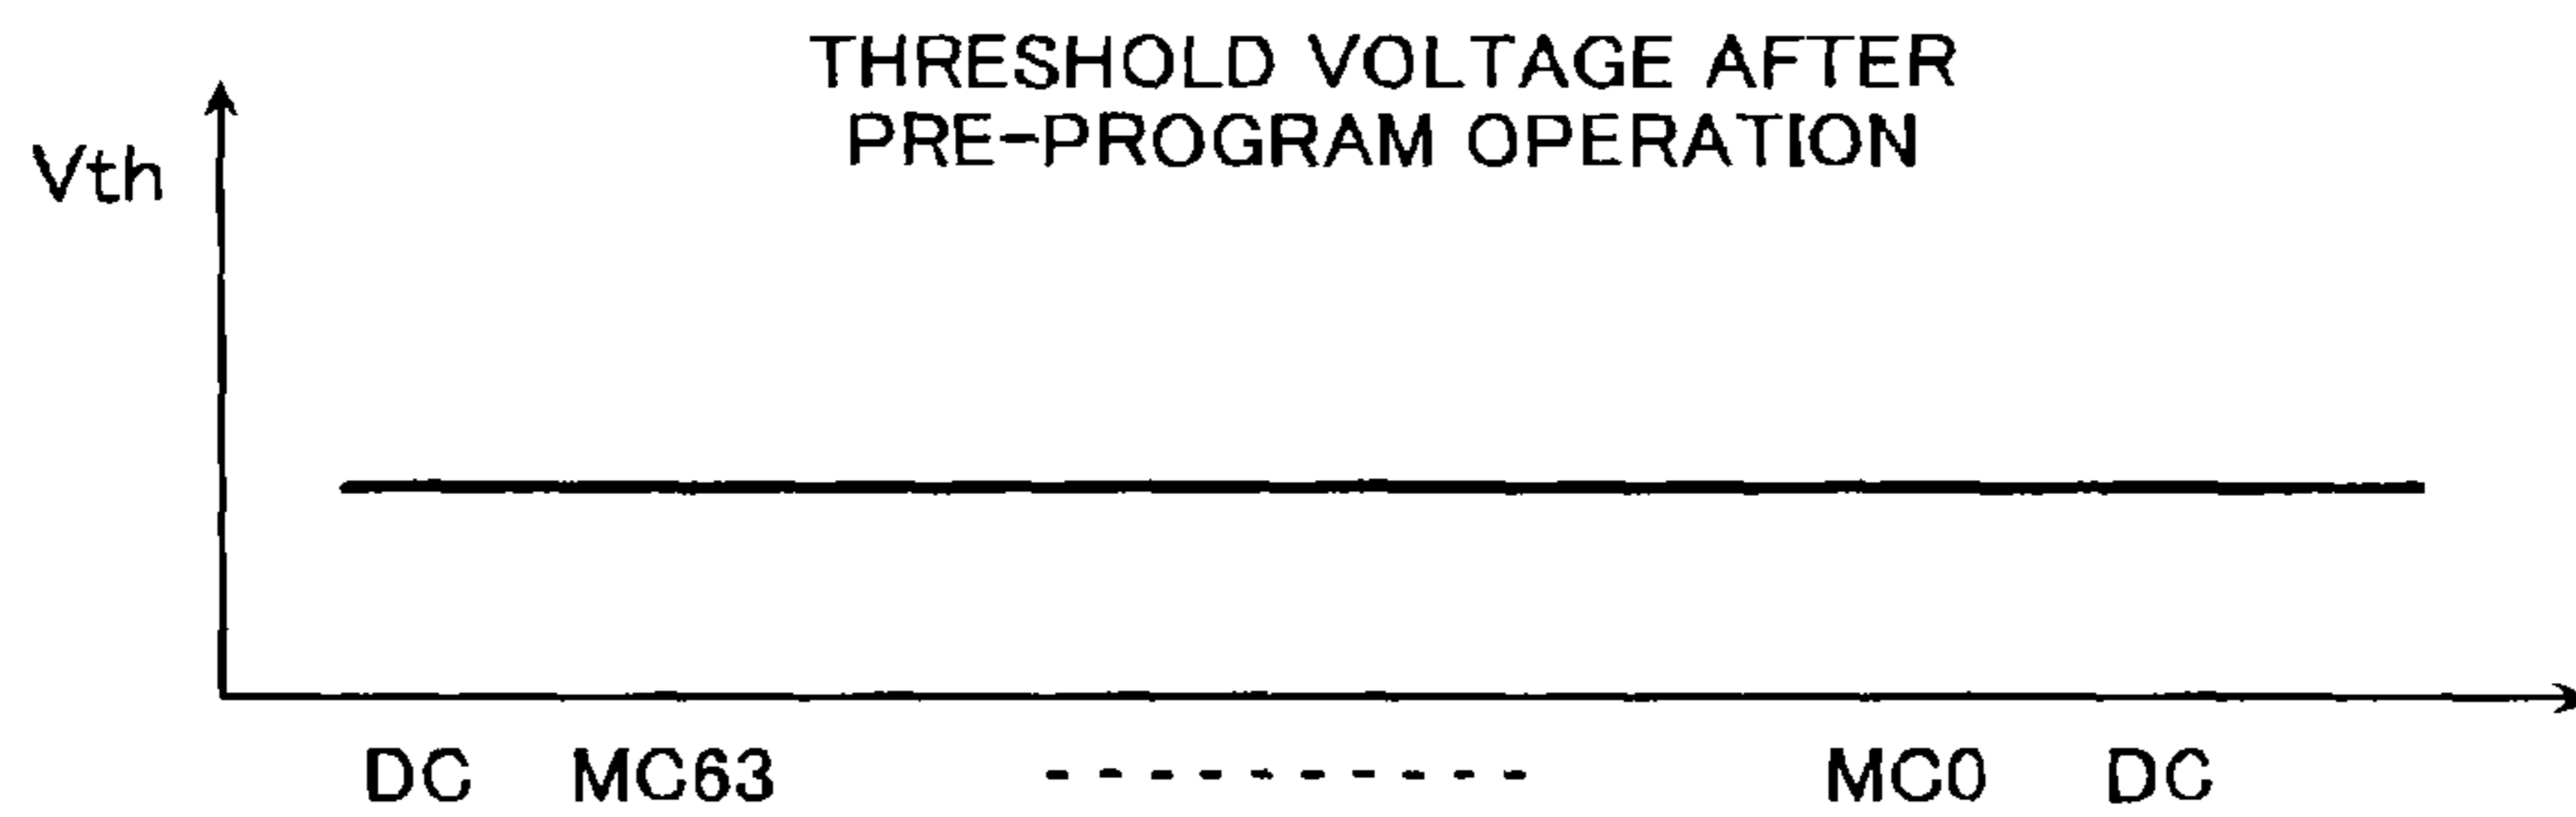 THRESHOLD VOLTAGE AFTER
PRE-PROGRAM OPERATION
Vth
DC MC63 - - - - - - - - - - MC0 DC